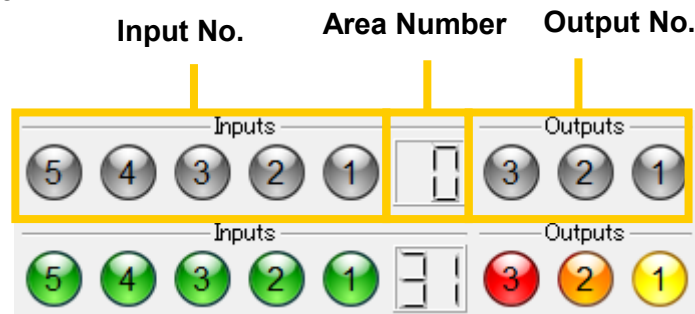 Input No. Area Number Output No.
Inputs Outputs
5 4 3 2 1 0 3 2 1
Inputs Outputs
5 4 3 2 1 31 3 2 1